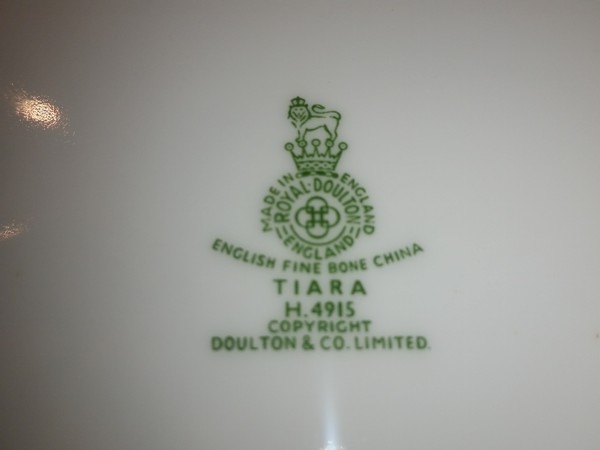 MADE IN ENGLAND
ROYAL·DOULTON
ENGLAND
ENGLISH FINE BONE CHINA
TIARA
H.4915
COPYRIGHT
DOULTON & CO. LIMITED.